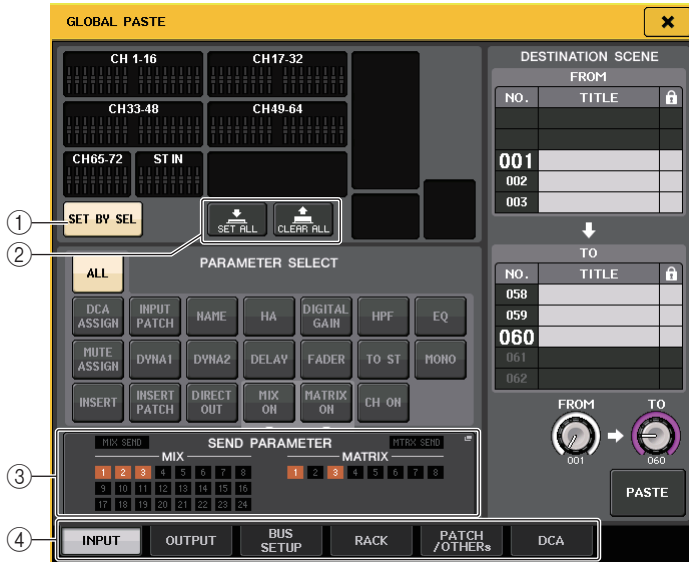 GLOBAL PASTE
CH 1-16 CH17-32
CH33-48 CH49-64
CH65-72 ST IN
① SET BY SEL
② SET ALL CLEAR ALL
PARAMETER SELECT
ALL
DCA ASSIGN INPUT PATCH NAME HA DIGITAL GAIN HPF EQ
MUTE ASSIGN DYNA1 DYNA2 DELAY FADER TO ST MONO
INSERT INSERT PATCH DIRECT OUT MIX ON MATRIX ON CH ON
③ MIX SEND SEND PARAMETER MTRX SEND
MIX MATRIX
1 2 3 4 5 6 7 8 1 2 3 4 5 6 7 8
9 10 11 12 13 14 15 16
17 18 19 20 21 22 23 24
④ INPUT OUTPUT BUS SETUP RACK PATCH /OTHERs DCA
DESTINATION SCENE
FROM
NO. TITLE
001
002
003
TO
NO. TITLE
058
059
060
061
062
FROM TO
001 060
PASTE